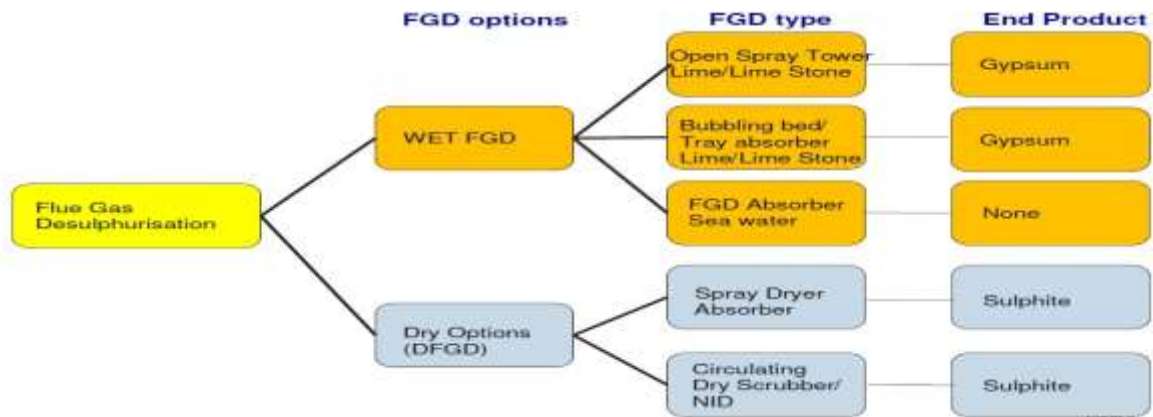 FGD options
FGD type
End Product
Open Spray Tower
Lime/Lime Stone
Gypsum
WET FGD
Bubbling bed/
Tray absorber
Lime/Lime Stone
Gypsum
Flue Gas
Desulphurisation
FGD Absorber
Sea water
None
Dry Options
(DFGD)
Spray Dryer
Absorber
Sulphite
Circulating
Dry Scrubber/
NID
Sulphite